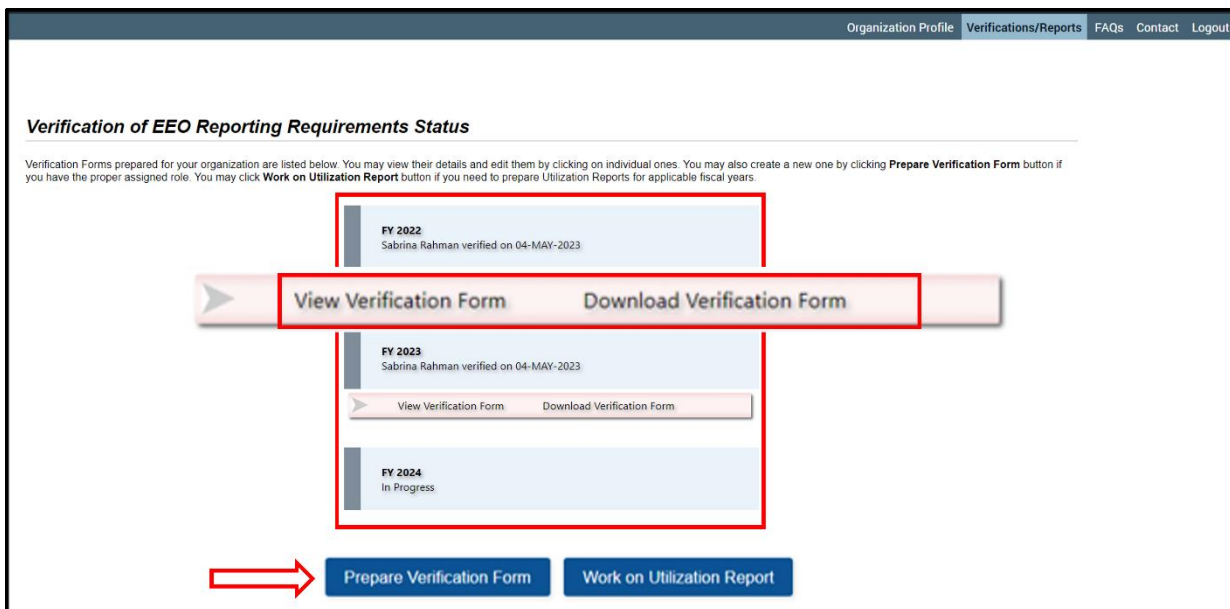 Organization Profile Verifications/Reports FAQs Contact Logout
Verification of EEO Reporting Requirements Status
Verification Forms prepared for your organization are listed below. You may view their details and edit them by clicking on individual ones. You may also create a new one by clicking Prepare Verification Form button if
you have the proper assigned role. You may click Work on Utilization Report button if you need to prepare Utilization Reports for applicable fiscal years.
FY 2022
Sabrina Rahman verified on 04-MAY-2023
View Verification Form Download Verification Form
FY 2023
Sabrina Rahman verified on 04-MAY-2023
View Verification Form Download Verification Form
FY 2024
In Progress
Prepare Verification Form Work on Utilization Report